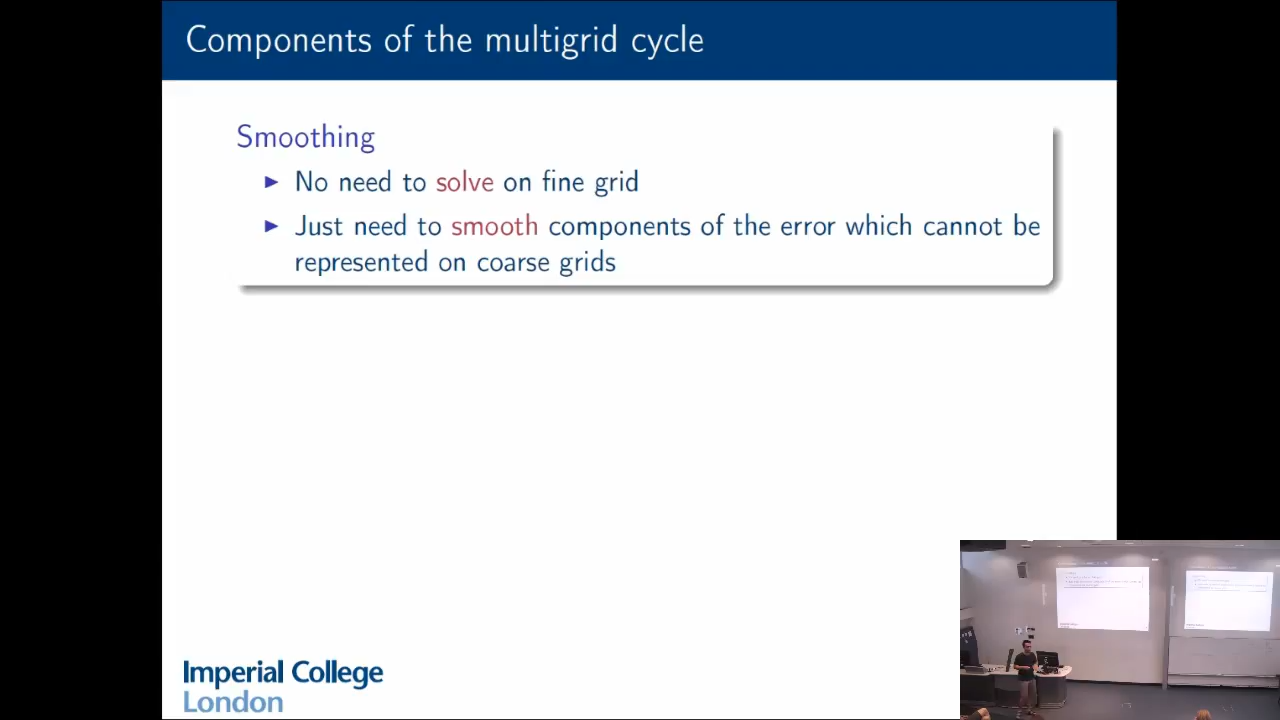 Components of the multigrid cycle
Smoothing
► No need to solve on fine grid
► Just need to smooth components of the error which cannot be
represented on coarse grids
Imperial College
London